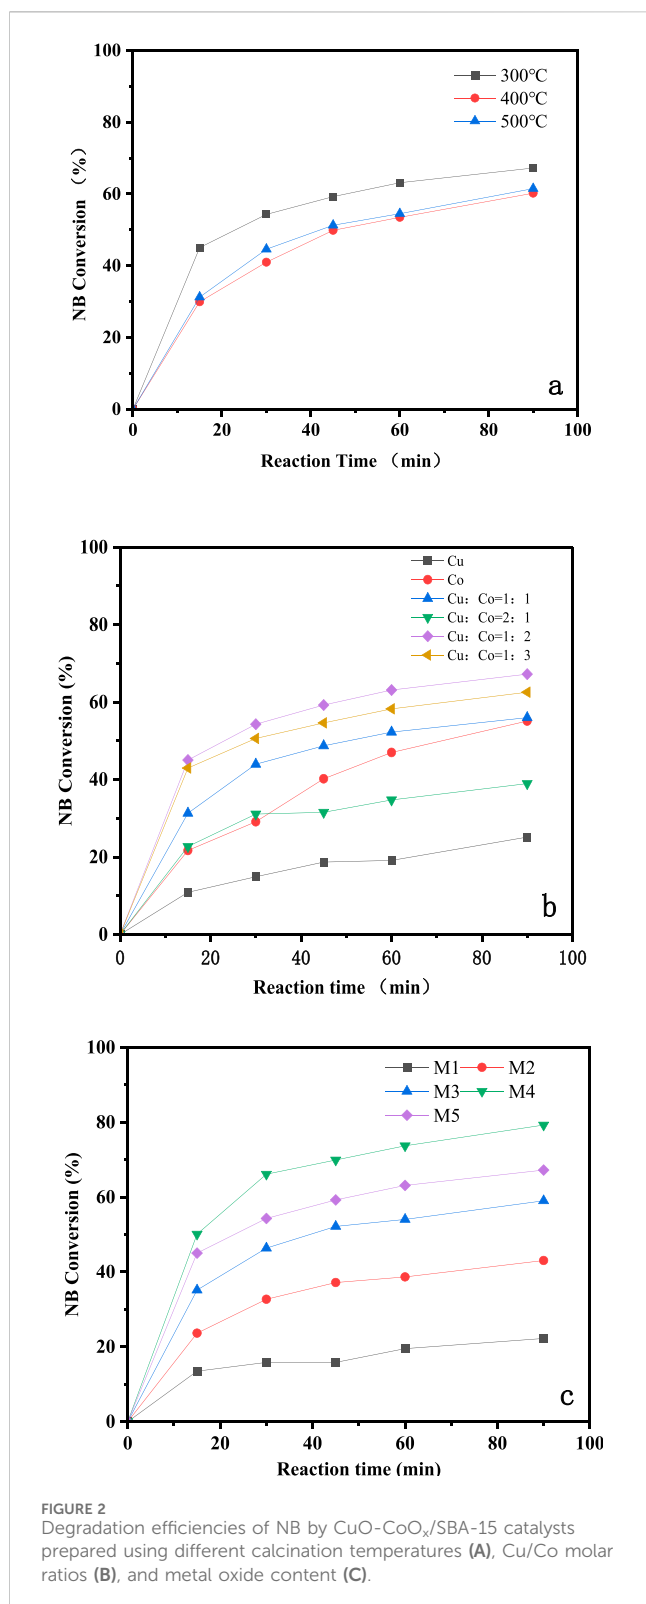 100
80
60
40
20
0
NB Conversion (%)
300℃
400℃
500℃
a
0 20 40 60 80 100
Reaction Time （min）
100
80
60
40
20
0
NB Conversion (%)
Cu
Co
Cu：Co=1：1
Cu：Co=2：1
Cu：Co=1：2
Cu：Co=1：3
b
0 20 40 60 80 100
Reaction time （min）
100
80
60
40
20
0
NB Conversion (%)
M1 M2
M3 M4
M5
c
0 20 40 60 80 100
Reaction time (min)
FIGURE 2
Degradation efficiencies of NB by CuO-CoOₓ/SBA-15 catalysts
prepared using different calcination temperatures (A), Cu/Co molar
ratios (B), and metal oxide content (C).